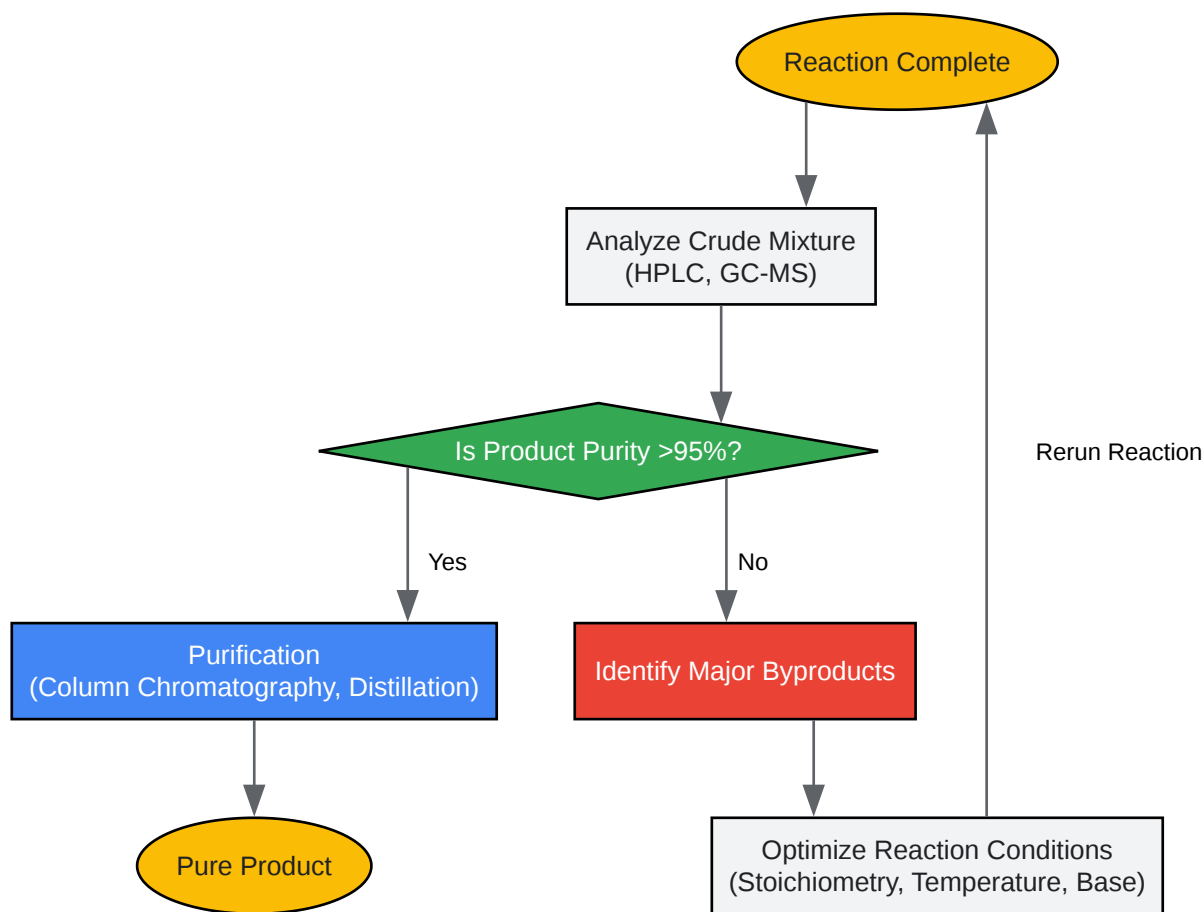 Reaction Complete
Analyze Crude Mixture
(HPLC, GC-MS)
Is Product Purity >95%?
Rerun Reaction
Yes
No
Purification
(Column Chromatography, Distillation)
Identify Major Byproducts
Pure Product
Optimize Reaction Conditions
(Stoichiometry, Temperature, Base)